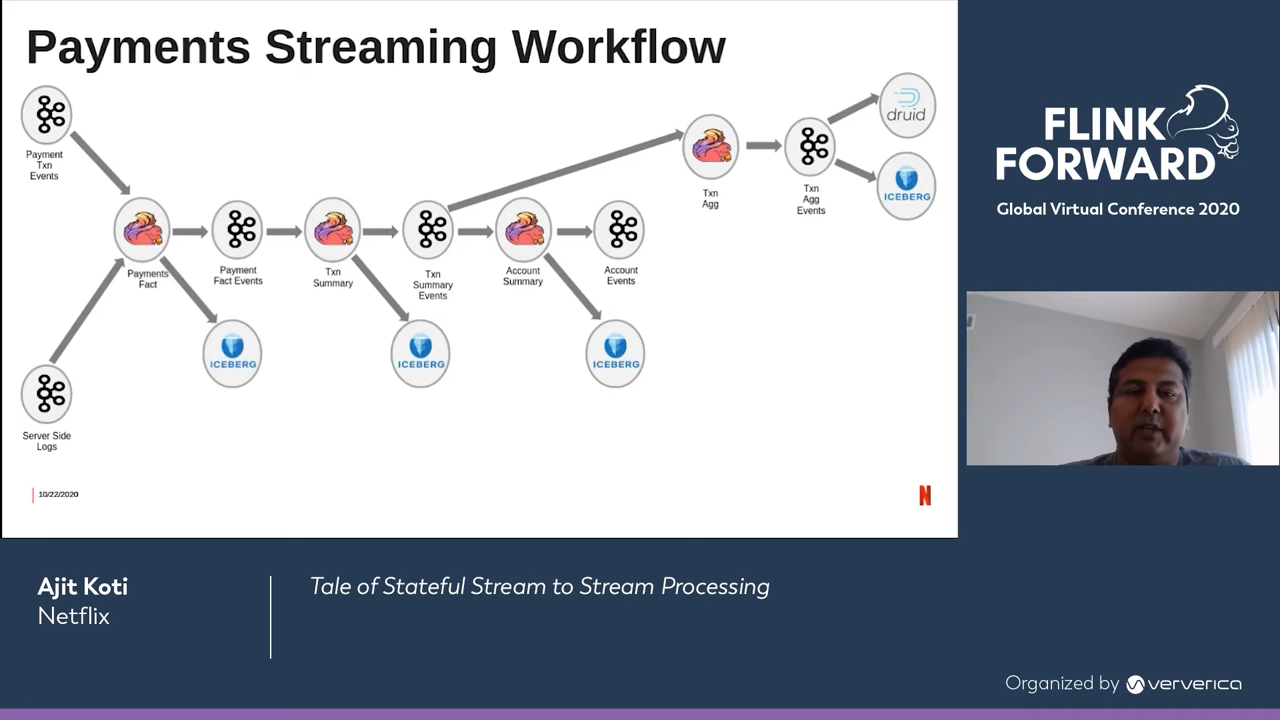 Payments Streaming Workflow
Payment
Txn
Events
Server Side
Logs
Payments
Fact
Payment
Fact Events
ICEBERG
Txn
Summary
Txn
Summary
Events
ICEBERG
Account
Summary
Account
Events
ICEBERG
Txn
Agg
Txn
Agg
Events
druid
ICEBERG
10/22/2020
N
FLINK
FORWARD
Global Virtual Conference 2020
Ajit Koti
Netflix
Tale of Stateful Stream to Stream Processing
Organized by ververica